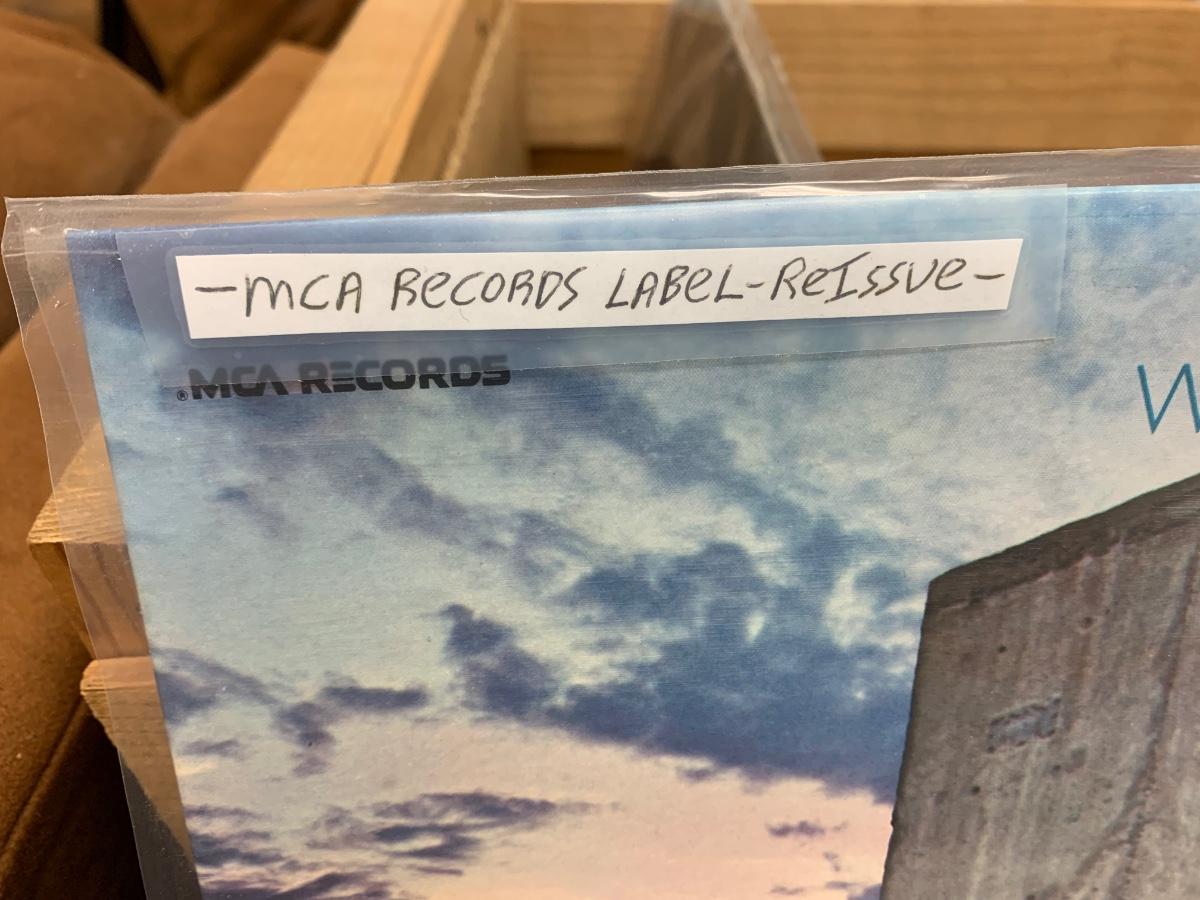 -MCA RECORDS LABEL-REISSUE-
®MCA RECORDS
W